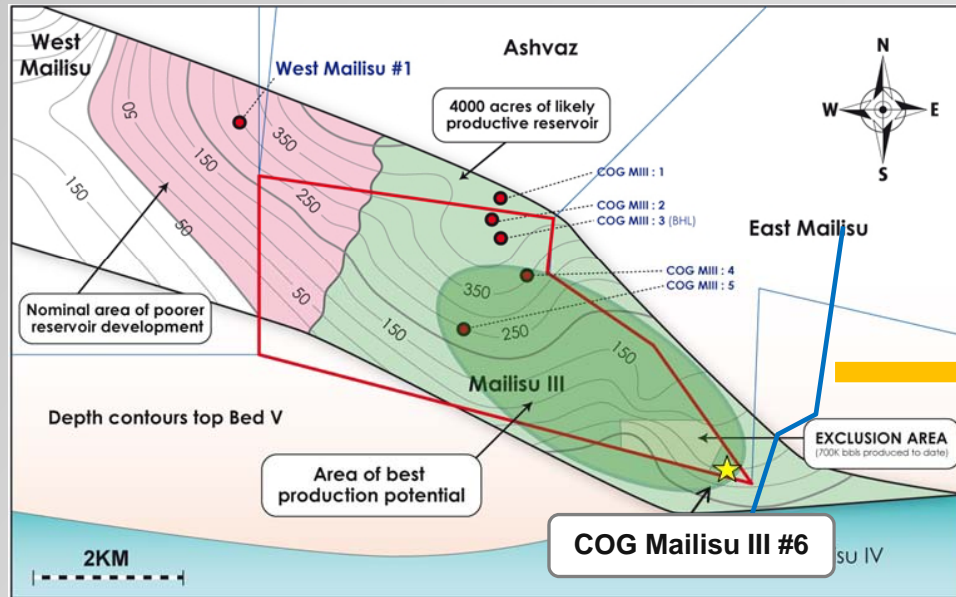 West
Mailisu
Ashvaz
N
W
E
S
West Mailisu #1
4000 acres of likely
productive reservoir
50
350
150
250
150
50
50
COG MIII : 1
COG MIII : 2
COG MIII : 3 (BHL)
East Mailisu
COG MIII : 4
COG MIII : 5
350
250
150
150
Nominal area of poorer
reservoir development
Mailisu III
Depth contours top Bed V
EXCLUSION AREA
(700K bbls produced to date)
Area of best
production potential
COG Mailisu III #6
su IV
2KM